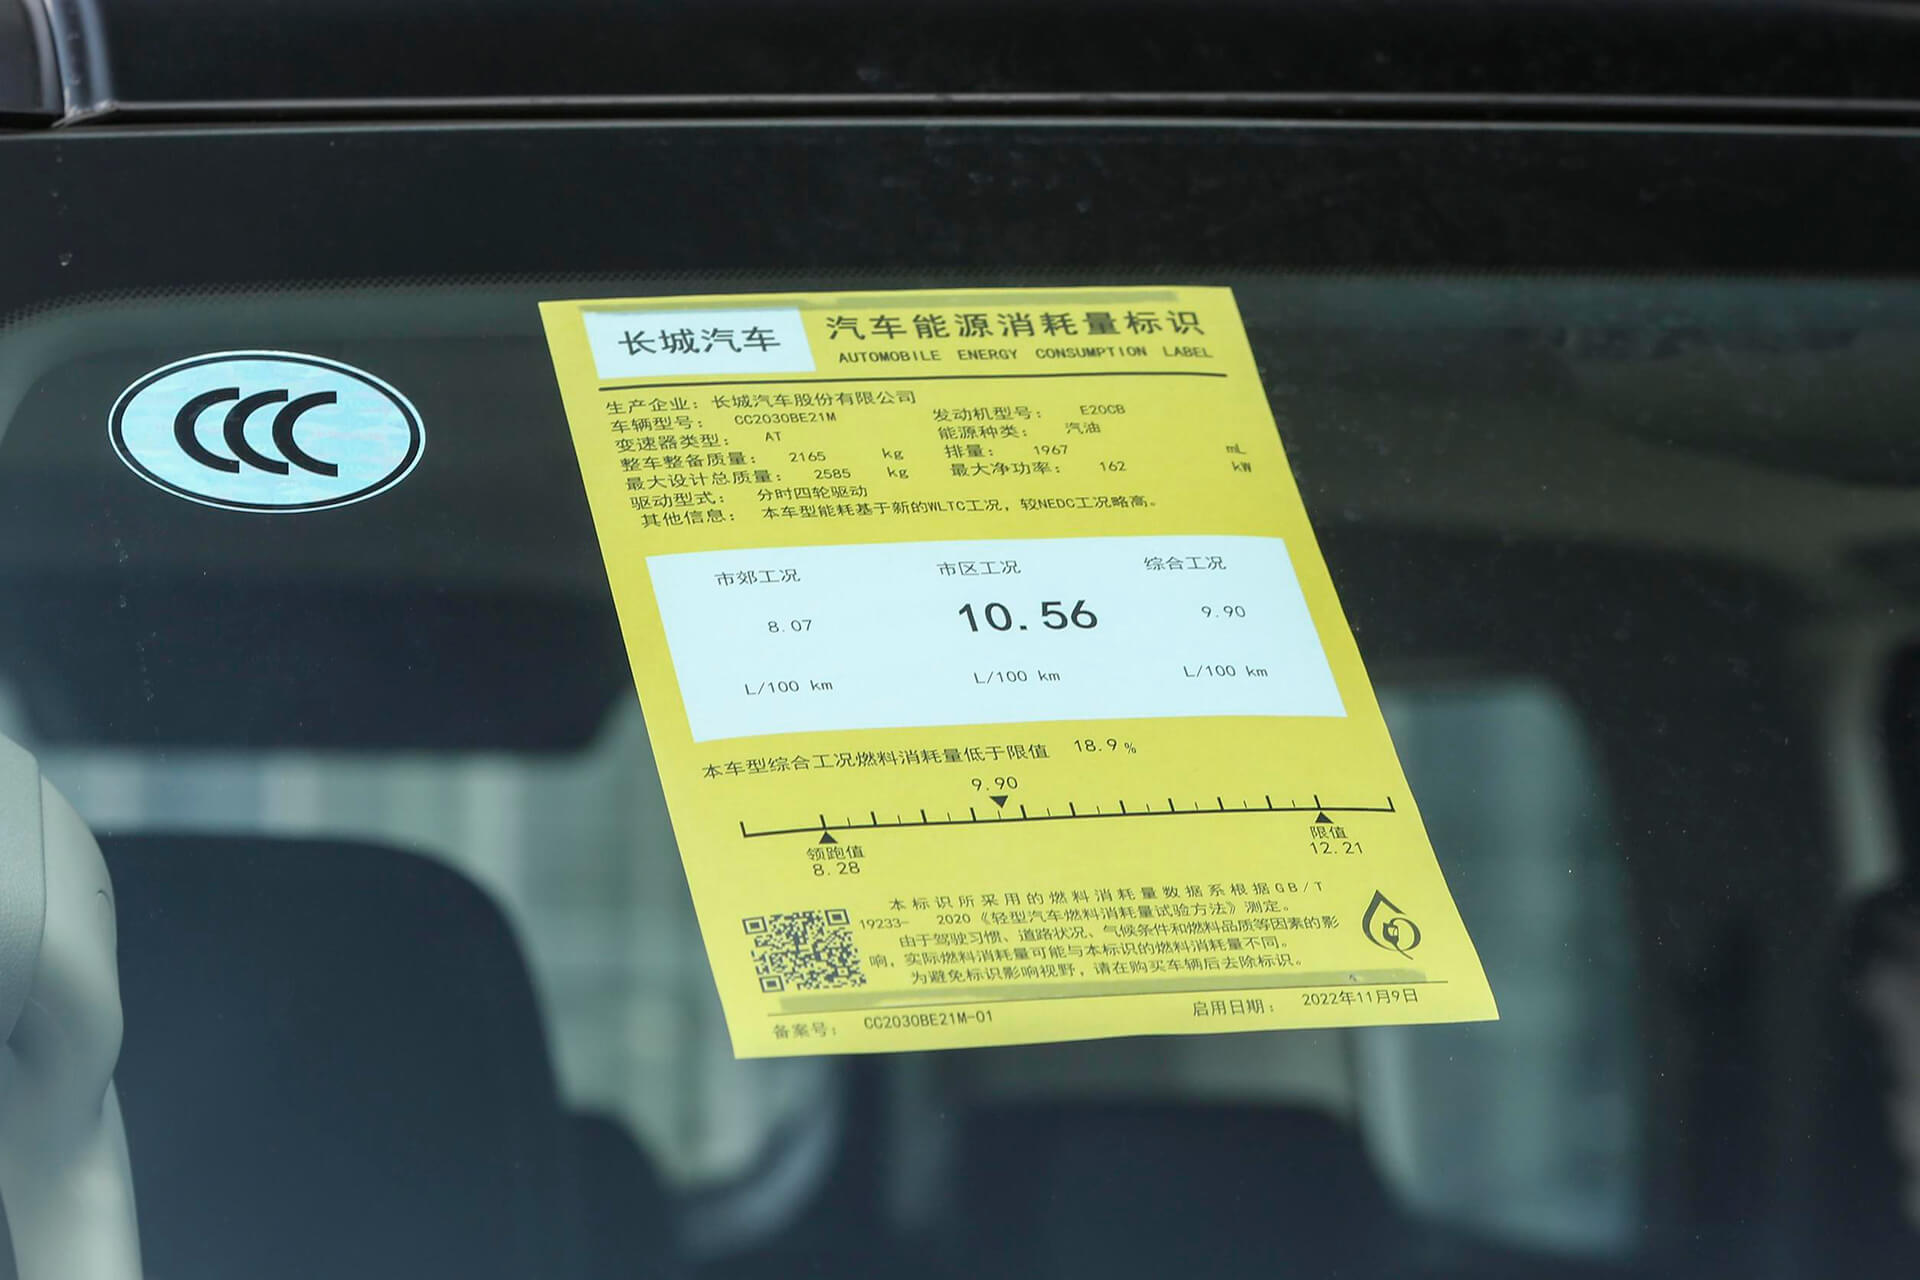 CCC
长城汽车
汽车能源消耗量标识
AUTOMOBILE ENERGY CONSUMPTION LABEL
生产企业：长城汽车股份有限公司
车辆型号：CC2030BE21M 发动机型号：E20CB
变速器类型：AT 能源种类：汽油
整车整备质量：2165 kg 排量：1967 mL
最大设计总质量：2585 kg 最大净功率：162 kW
驱动型式：分时四轮驱动
其他信息：本车型能耗基于新的WLTC工况，较NEDC工况略高。
市郊工况 市区工况 综合工况
8.07 10.56 9.90
L/100 km L/100 km L/100 km
本车型综合工况燃料消耗量低于限值 18.9%
9.90
领跑值 限值
8.28 12.21
本标识所采用的燃料消耗量数据系根据GB/T
19233- 2020《轻型汽车燃料消耗量试验方法》测定。
由于驾驶习惯、道路状况、气候条件和燃料品质等因素的影
响，实际燃料消耗量可能与本标识的燃料消耗量不同。
为避免标识影响视野，请在购买车辆后去除标识。
备案号：CC2030BE21M-01 启用日期：2022年11月9日